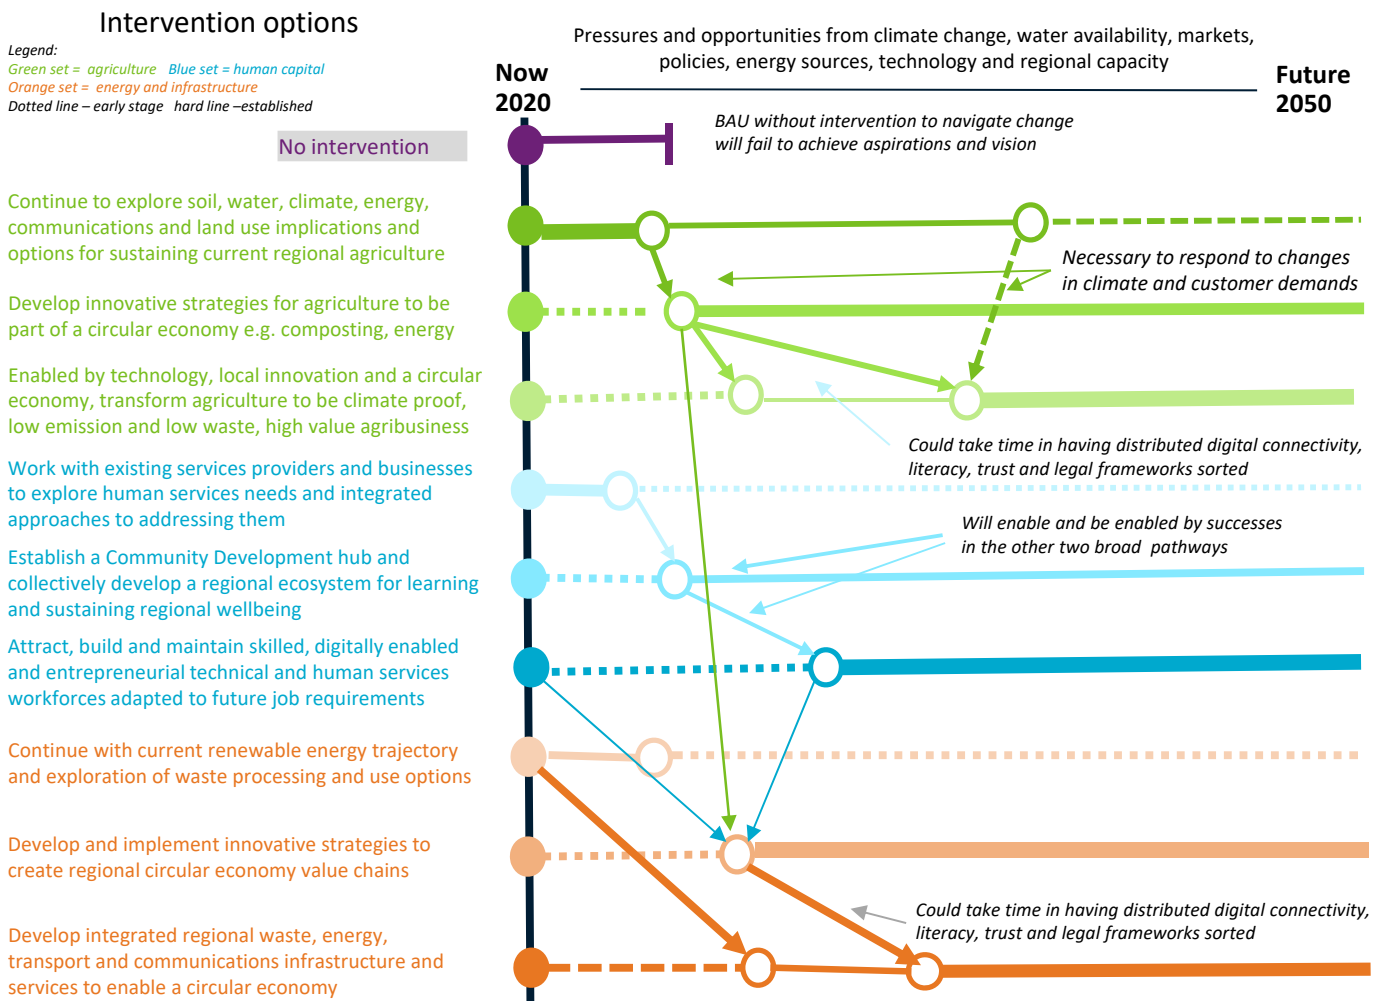 Intervention options
Legend:
Green set = agriculture Blue set = human capital
Orange set = energy and infrastructure
Dotted line – early stage hard line –established
Pressures and opportunities from climate change, water availability, markets,
policies, energy sources, technology and regional capacity
Now
2020
Future
2050
No intervention
BAU without intervention to navigate change
will fail to achieve aspirations and vision
Continue to explore soil, water, climate, energy,
communications and land use implications and
options for sustaining current regional agriculture
Necessary to respond to changes
in climate and customer demands
Develop innovative strategies for agriculture to be
part of a circular economy e.g. composting, energy
Enabled by technology, local innovation and a circular
economy, transform agriculture to be climate proof,
low emission and low waste, high value agribusiness
Could take time in having distributed digital connectivity,
literacy, trust and legal frameworks sorted
Work with existing services providers and businesses
to explore human services needs and integrated
approaches to addressing them
Will enable and be enabled by successes
in the other two broad pathways
Establish a Community Development hub and
collectively develop a regional ecosystem for learning
and sustaining regional wellbeing
Attract, build and maintain skilled, digitally enabled
and entrepreneurial technical and human services
workforces adapted to future job requirements
Continue with current renewable energy trajectory
and exploration of waste processing and use options
Develop and implement innovative strategies to
create regional circular economy value chains
Could take time in having distributed digital connectivity,
literacy, trust and legal frameworks sorted
Develop integrated regional waste, energy,
transport and communications infrastructure and
services to enable a circular economy